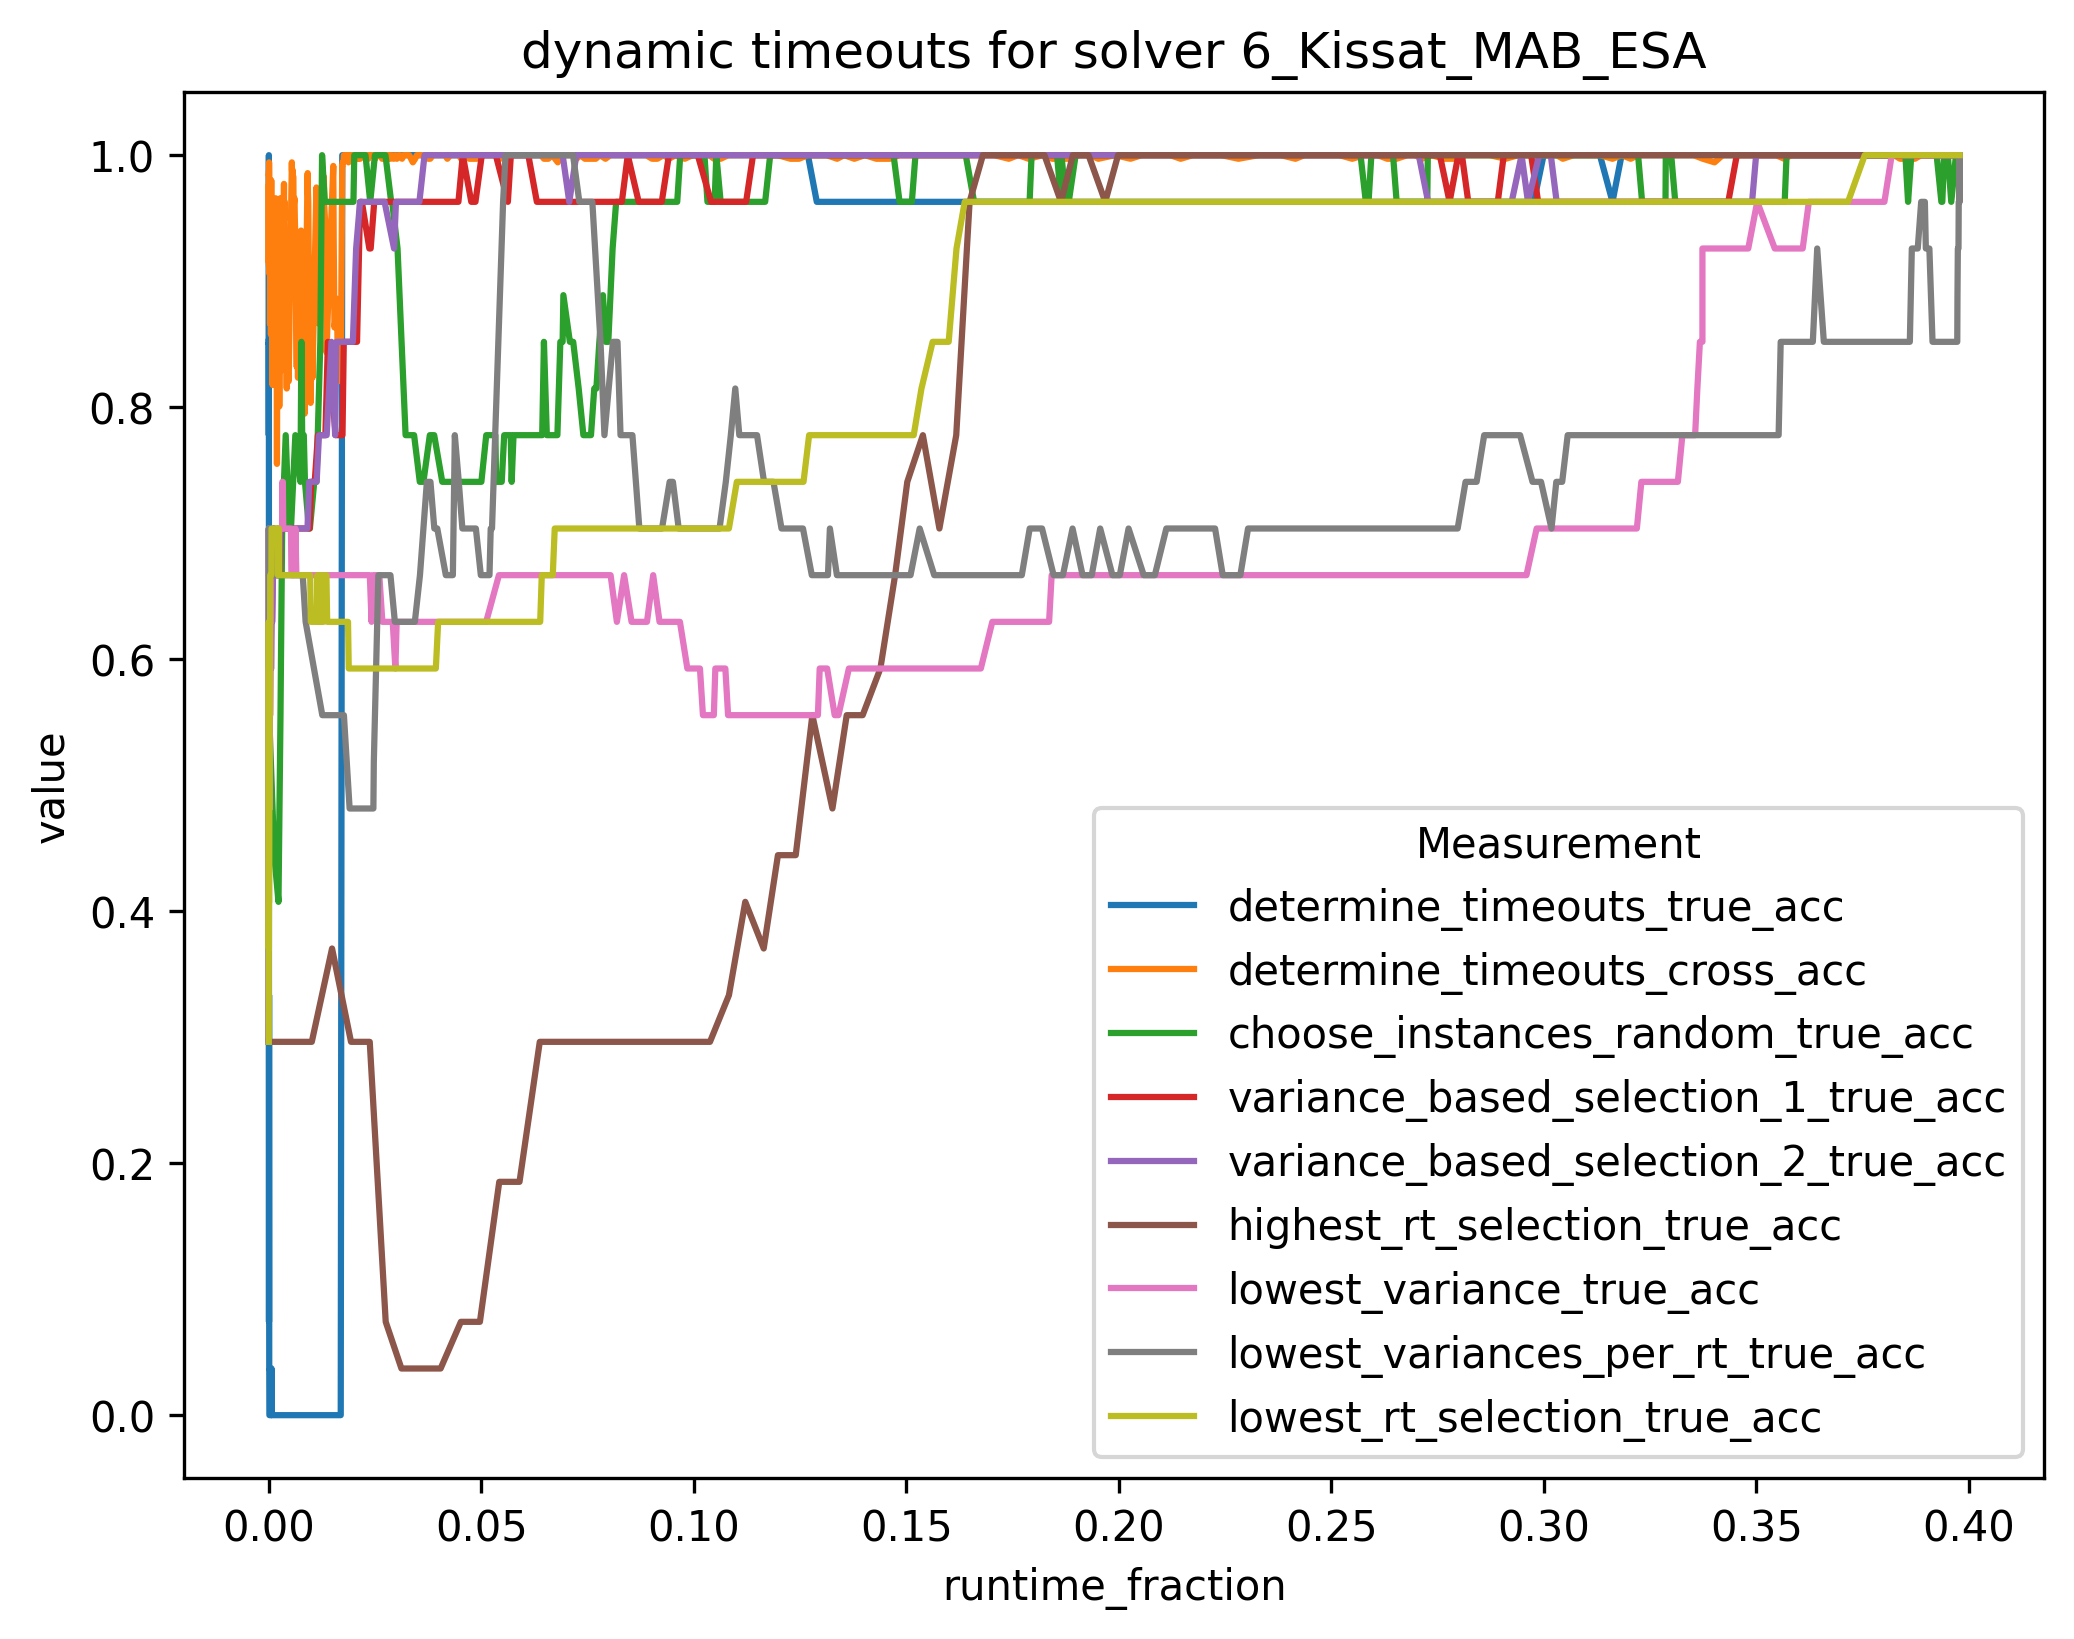 dynamic timeouts for solver 6_Kissat_MAB_ESA
1.0
0.8
0.6
0.4
0.2
0.0
value
Measurement
determine_timeouts_true_acc
determine_timeouts_cross_acc
choose_instances_random_true_acc
variance_based_selection_1_true_acc
variance_based_selection_2_true_acc
highest_rt_selection_true_acc
lowest_variance_true_acc
lowest_variances_per_rt_true_acc
lowest_rt_selection_true_acc
0.00 0.05 0.10 0.15 0.20 0.25 0.30 0.35 0.40
runtime_fraction